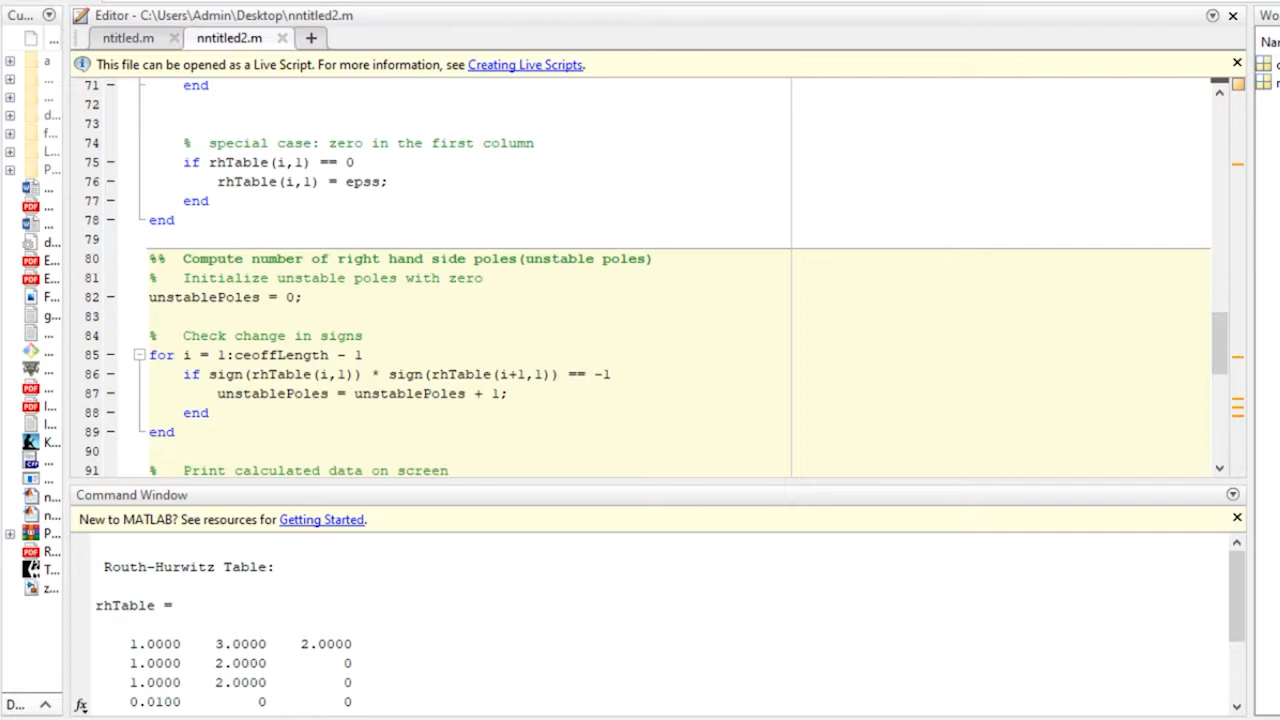 Cu...
Editor - C:\Users\Admin\Desktop\nntitled2.m
Wo
ntitled.m
nntitled2.m
+
Nar
This file can be opened as a Live Script. For more information, see Creating Live Scripts.
71 end
72
73
74 % special case: zero in the first column
75 if rhTable(i,1) == 0
76 rhTable(i,1) = epss;
77 end
78 end
79
80 %% Compute number of right hand side poles(unstable poles)
81 % Initialize unstable poles with zero
82 unstablePoles = 0;
83
84 % Check change in signs
85 for i = 1:ceoffLength - 1
86 if sign(rhTable(i,1)) * sign(rhTable(i+1,1)) == -1
87 unstablePoles = unstablePoles + 1;
88 end
89 end
90
91 % Print calculated data on screen
Command Window
New to MATLAB? See resources for Getting Started.
Routh-Hurwitz Table:
rhTable =
1.0000 3.0000 2.0000
1.0000 2.0000 0
1.0000 2.0000 0
0.0100 0 0
D...
fx